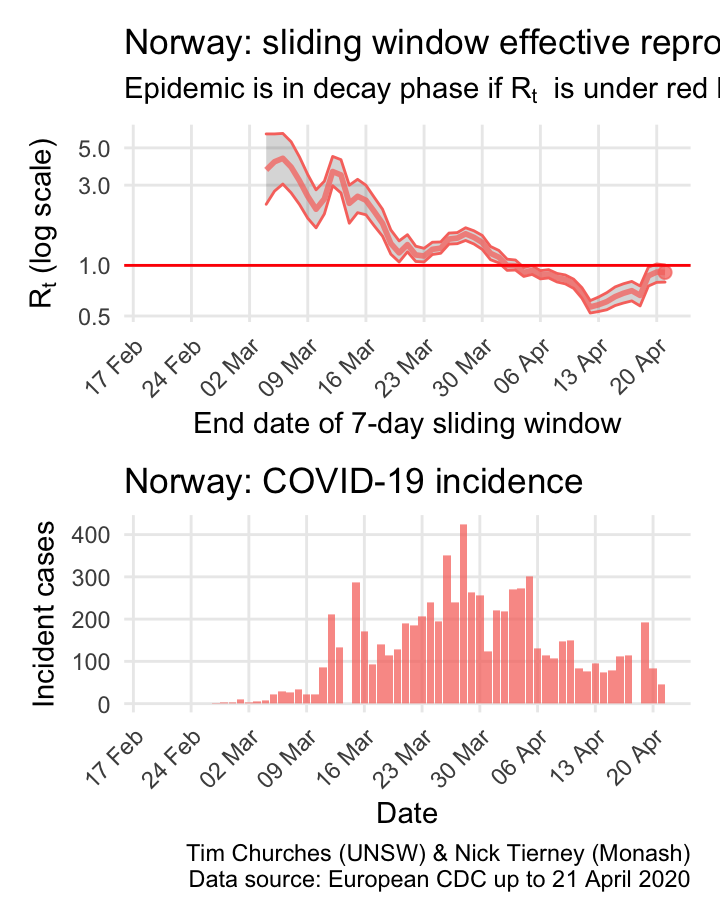 Norway: sliding window effective repro
Epidemic is in decay phase if Rt is under red
Rt (log scale)
5.0
3.0
1.0
0.5
17 Feb
24 Feb
02 Mar
09 Mar
16 Mar
23 Mar
30 Mar
06 Apr
13 Apr
20 Apr
End date of 7-day sliding window
Norway: COVID-19 incidence
Incident cases
400
300
200
100
0
17 Feb
24 Feb
02 Mar
09 Mar
16 Mar
23 Mar
30 Mar
06 Apr
13 Apr
20 Apr
Date
Tim Churches (UNSW) & Nick Tierney (Monash)
Data source: European CDC up to 21 April 2020